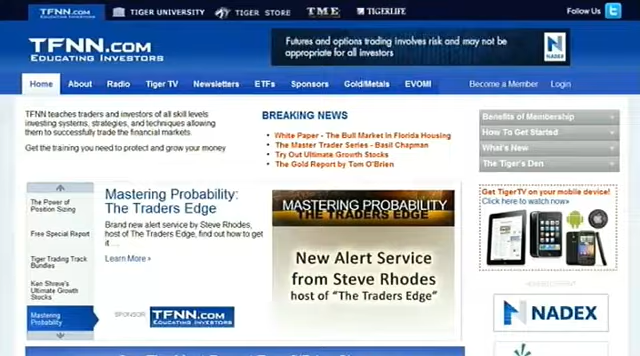 TFNN.COM
TIGER UNIVERSITY
TIGER STORE
TME
TIGERLIFE
Follow Us
TFNN.COM
EDUCATING INVESTORS
Futures and options trading involves risk and may not be
appropriate for all investors
NADEX
Home About Radio Tiger TV Newsletters ETFs Sponsors Gold/Metals EVOMI Become a Member Login
TFNN teaches traders and investors of all skill levels
investing systems, strategies, and techniques allowing
them to successfully trade the financial markets.
Get the training you need to protect and grow your money
BREAKING NEWS
White Paper - The Bull Market In Florida Housing
The Master Trader Series - Basil Chapman
Try Out Ultimate Growth Stocks
The Gold Report by Tom O'Brien
Benefits of Membership
How To Get Started
What's New
The Tiger's Den
The Power of
Position Sizing
Free Special Report
Tiger Trading Track
Bundles
Ken Shreve's
Ultimate Growth
Stocks
Mastering
Probability
Mastering Probability:
The Traders Edge
Brand new alert service by Steve Rhodes,
host of The Traders Edge, find out how to get
it ...
Learn More ›
SPONSOR
TFNN.COM
EDUCATING INVESTORS
MASTERING PROBABILITY
THE TRADERS EDGE
New Alert Service
from Steve Rhodes
host of "The Traders Edge"
Get TigerTV on your mobile device!
Click here to watch now»
ADVERTISEMENT
NADEX